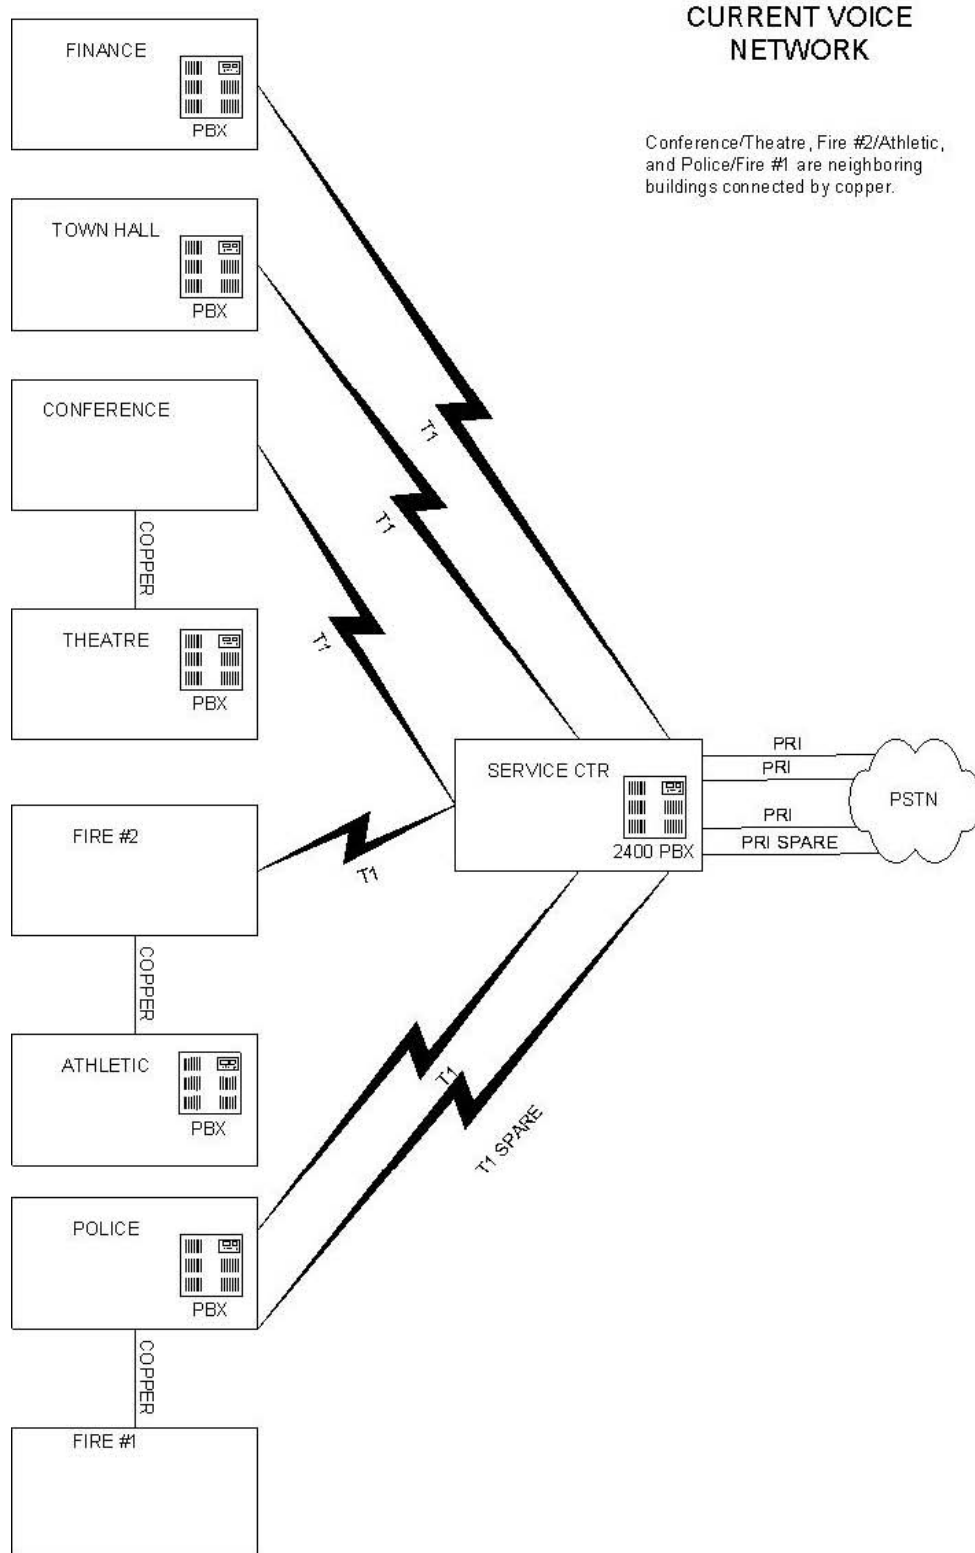 CURRENT VOICE
NETWORK
Conference/Theatre, Fire #2/Athletic,
and Police/Fire #1 are neighboring
buildings connected by copper.
FINANCE
PBX
TOWN HALL
PBX
CONFERENCE
COPPER
THEATRE
PBX
FIRE #2
COPPER
ATHLETIC
PBX
POLICE
PBX
COPPER
FIRE #1
T1
T1
T1
T1
T1
T1 SPARE
SERVICE CTR
2400 PBX
PRI
PRI
PRI
PRI SPARE
PSTN